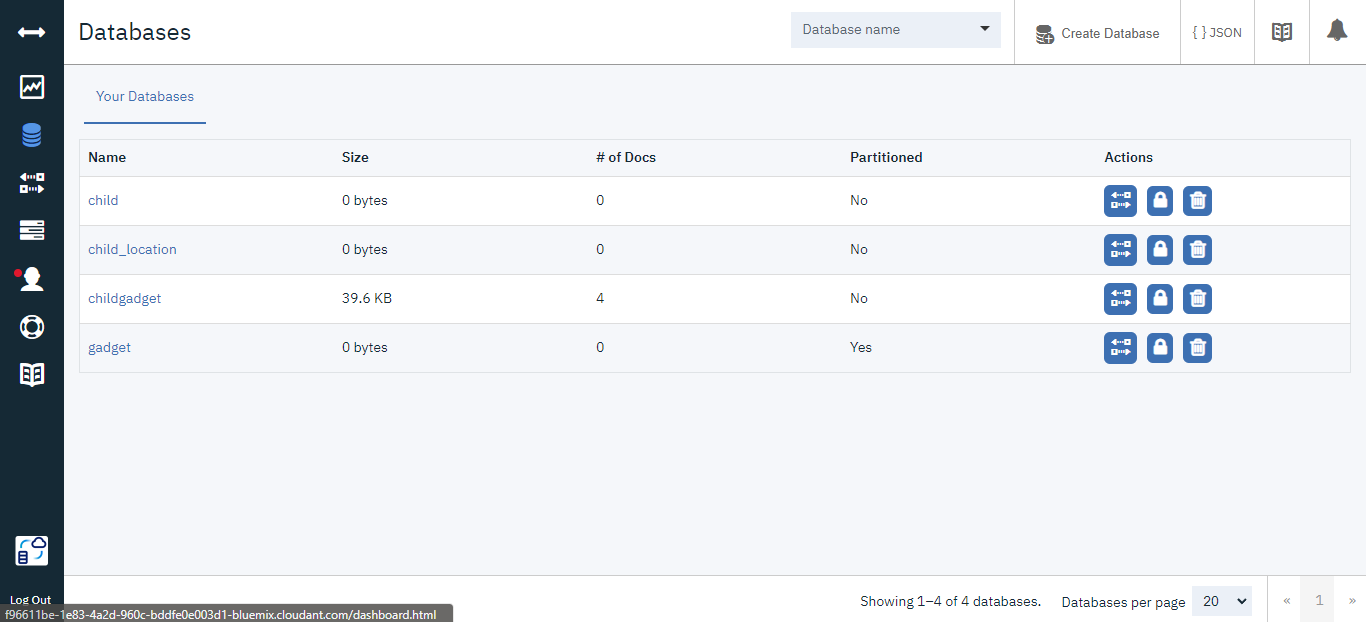 Databases
Database name
Create Database
{ } JSON
Your Databases
Name Size # of Docs Partitioned Actions
child 0 bytes 0 No
child_location 0 bytes 0 No
childgadget 39.6 KB 4 No
gadget 0 bytes 0 Yes
Showing 1–4 of 4 databases. Databases per page 20 « 1 »
Log Out
f96611be-1e83-4a2d-960c-bddfe0e003d1-bluemix.cloudant.com/dashboard.html